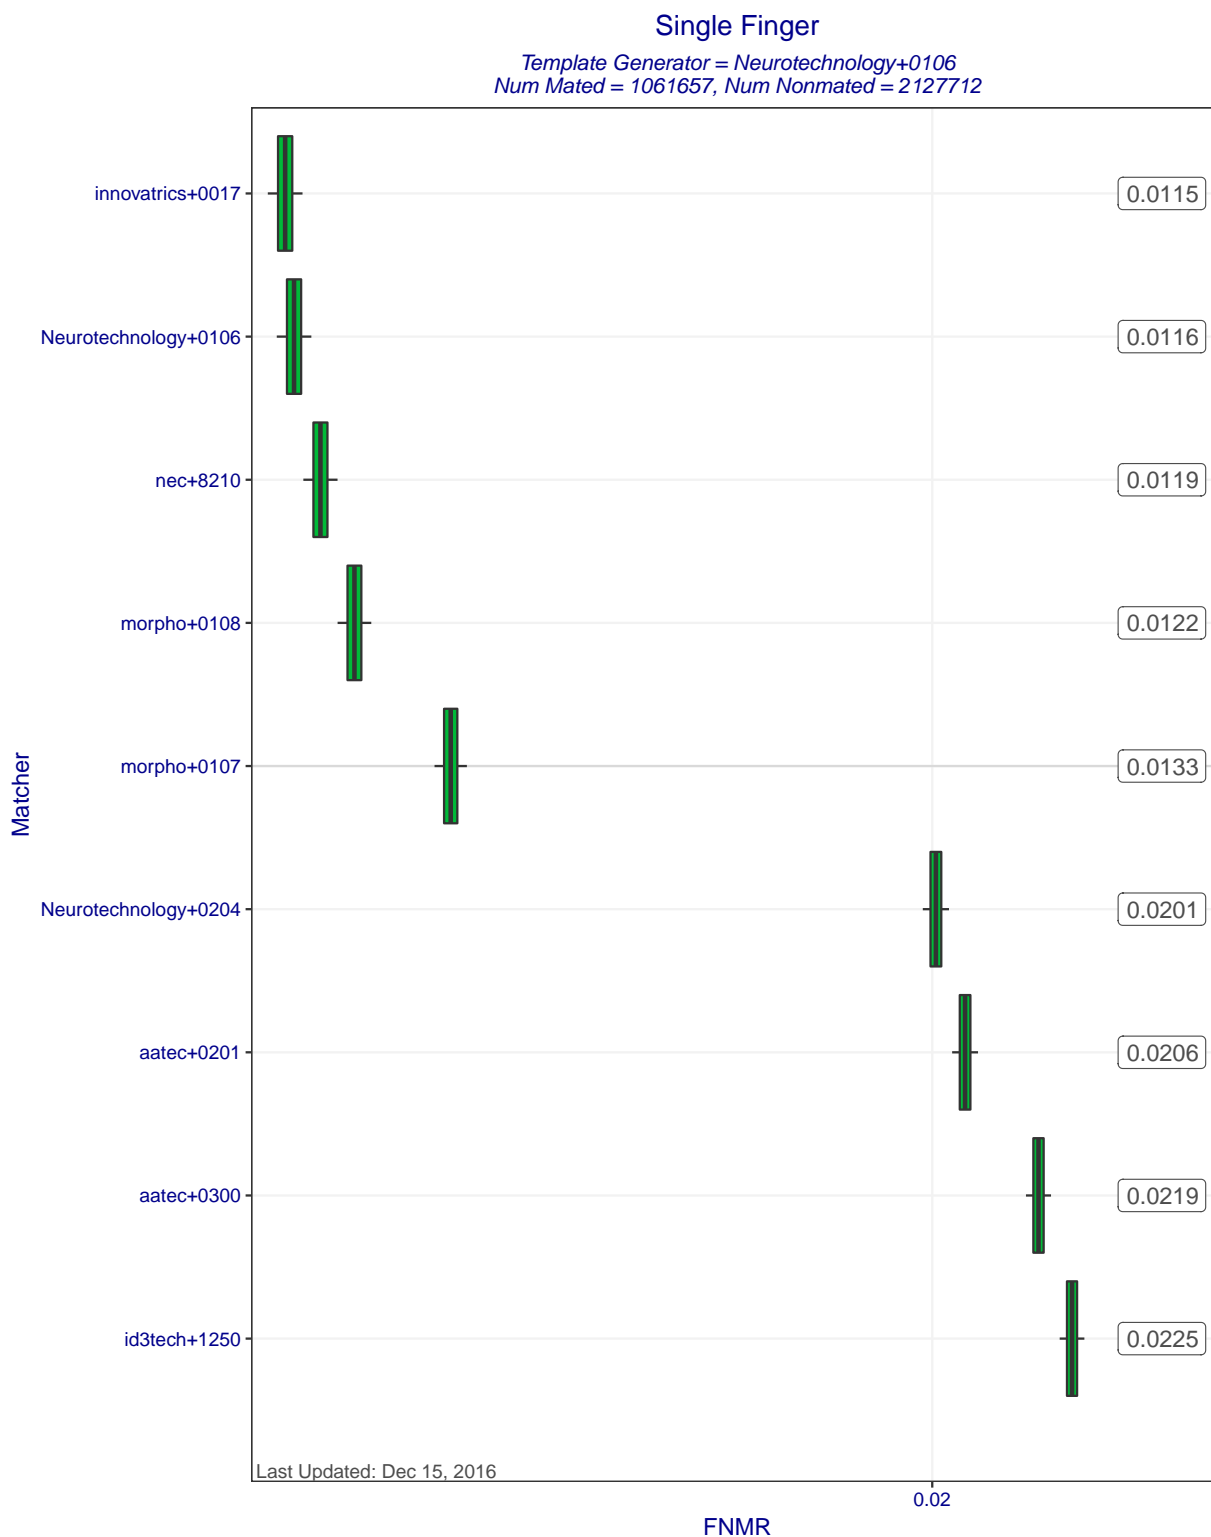 Single Finger
Template Generator = Neurotechnology+0106
Num Mated = 1061657, Num Nonmated = 2127712
innovatrics+0017
0.0115
Neurotechnology+0106
0.0116
nec+8210
0.0119
morpho+0108
0.0122
morpho+0107
0.0133
Neurotechnology+0204
0.0201
aatec+0201
0.0206
aatec+0300
0.0219
id3tech+1250
0.0225
Matcher
Last Updated: Dec 15, 2016
0.02
FNMR